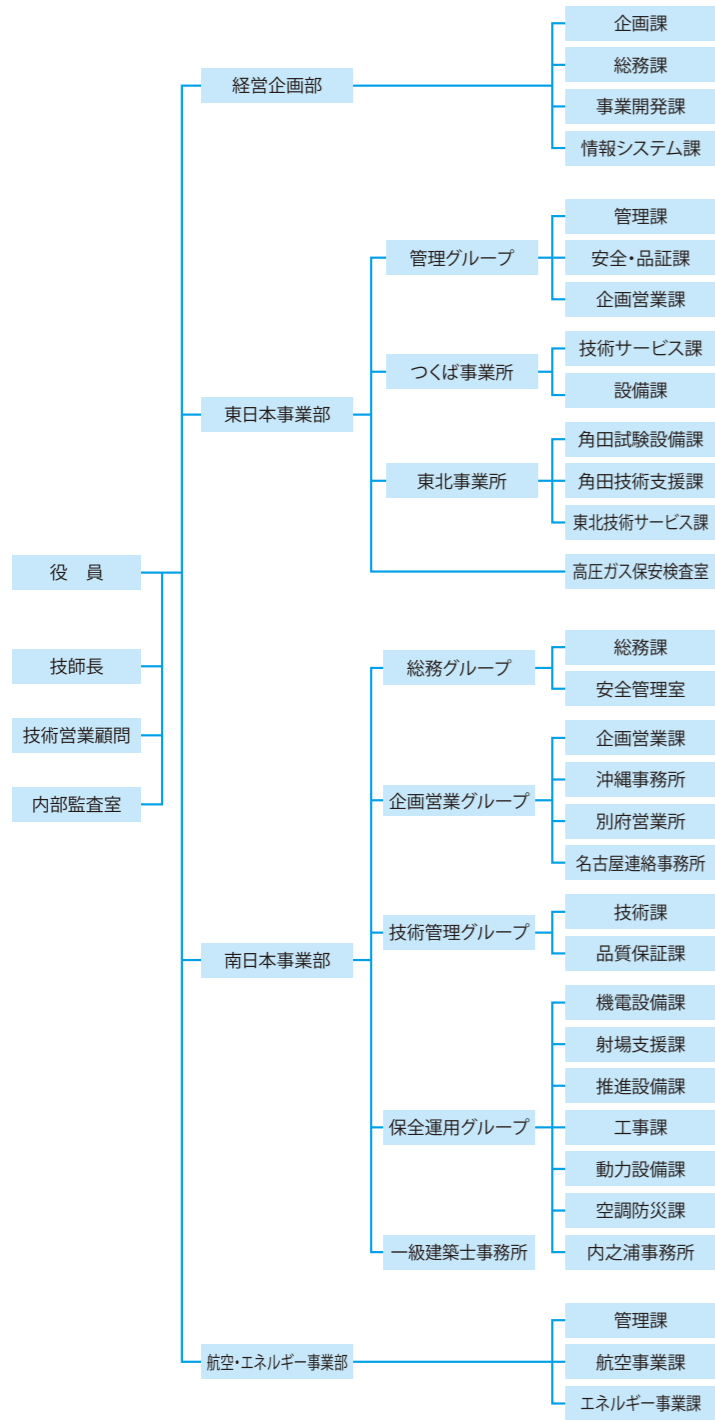 役　員
技師長
技術営業顧問
内部監査室
経営企画部
企画課
総務課
事業開発課
情報システム課
東日本事業部
管理グループ
管理課
安全・品証課
企画営業課
つくば事業所
技術サービス課
設備課
東北事業所
角田試験設備課
角田技術支援課
東北技術サービス課
高圧ガス保安検査室
南日本事業部
総務グループ
総務課
安全管理室
企画営業グループ
企画営業課
沖縄事務所
別府営業所
名古屋連絡事務所
技術管理グループ
技術課
品質保証課
保全運用グループ
機電設備課
射場支援課
推進設備課
工事課
動力設備課
空調防災課
内之浦事務所
一級建築士事務所
航空・エネルギー事業部
管理課
航空事業課
エネルギー事業課